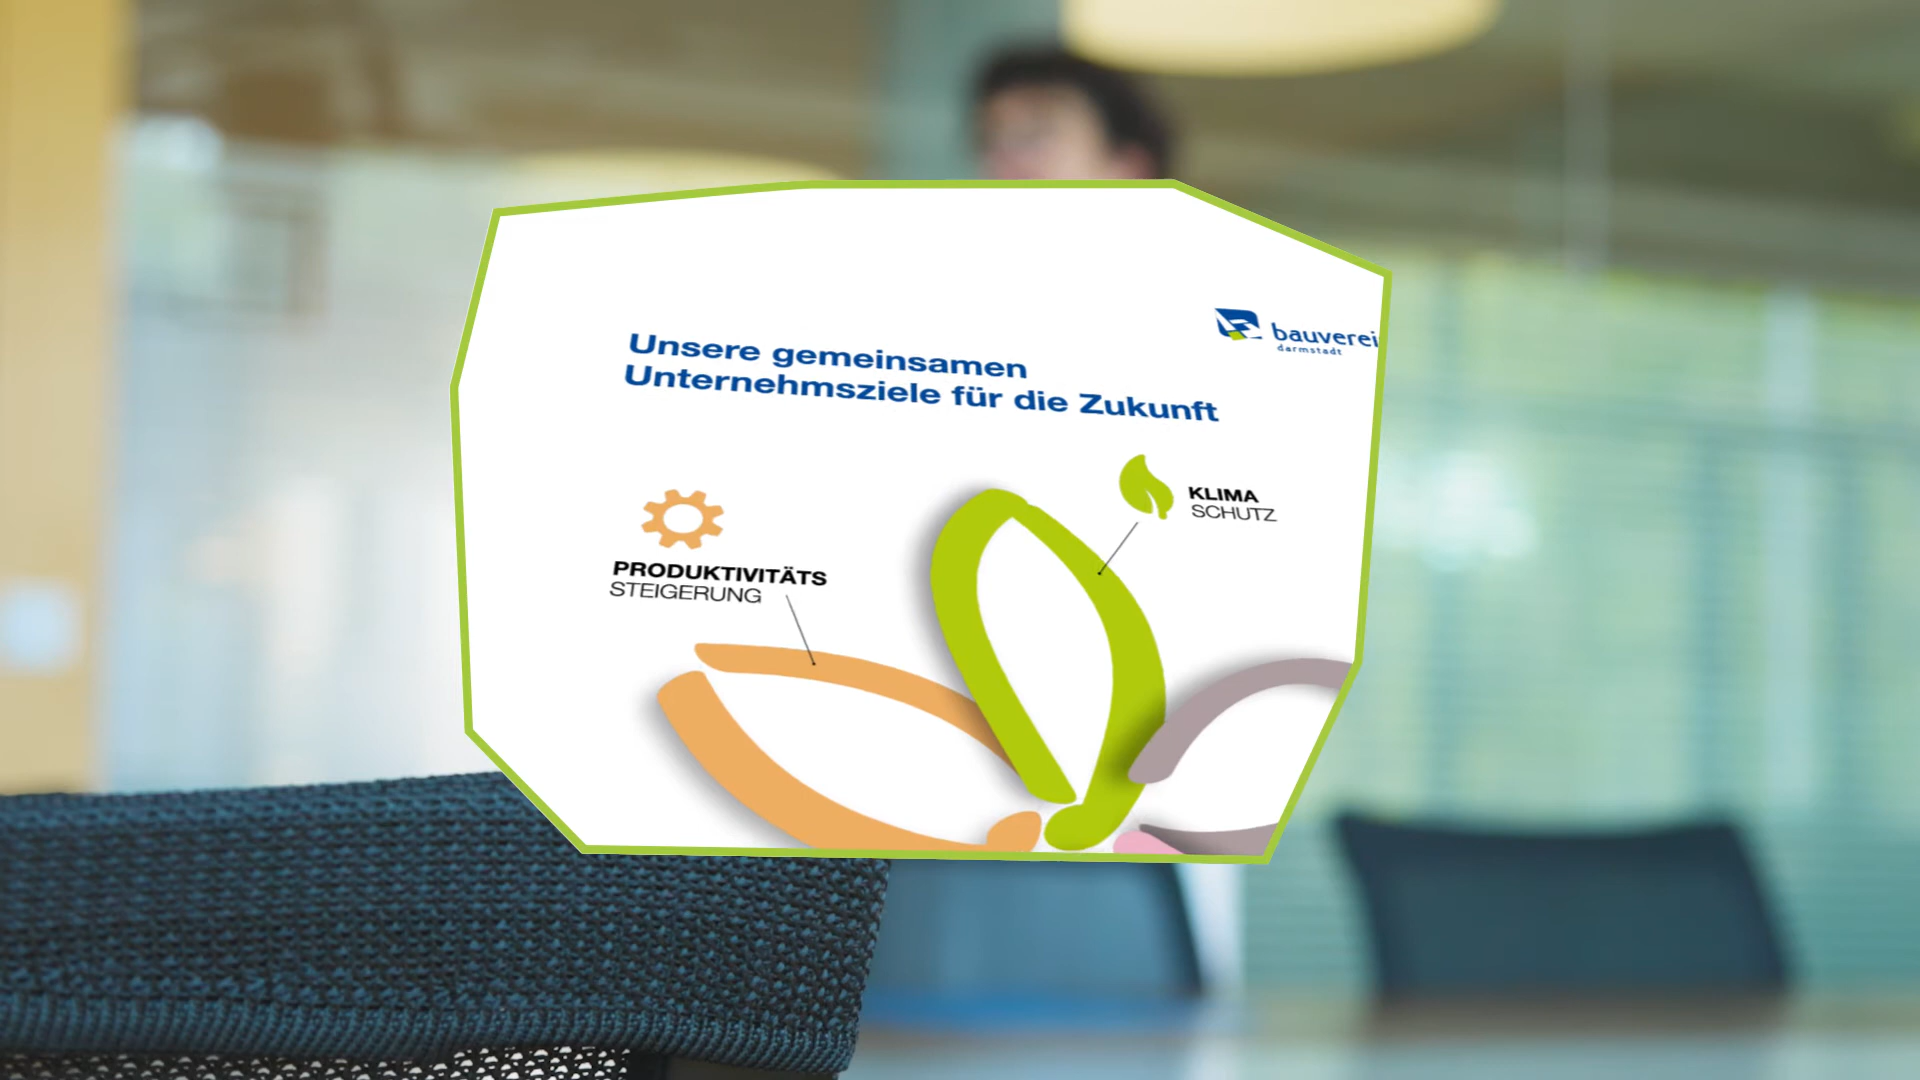 bauverei
darmstadt
Unsere gemeinsamen
Unternehmsziele für die Zukunft
KLIMA
SCHUTZ
PRODUKTIVITÄTS
STEIGERUNG